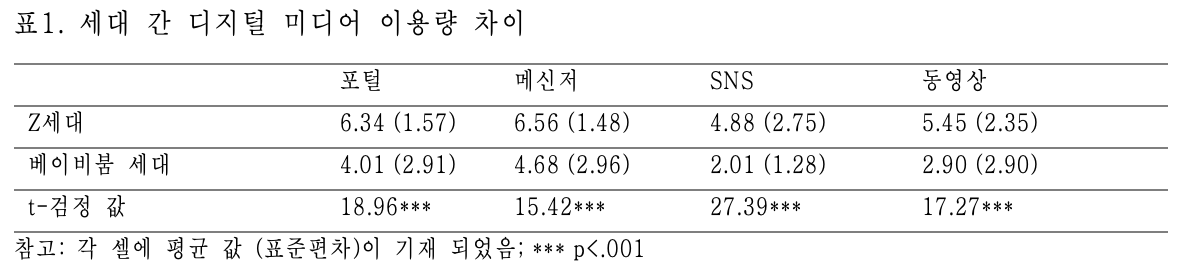 표1. 세대 간 디지털 미디어 이용량 차이
포털 메신저 SNS 동영상
Z세대 6.34 (1.57) 6.56 (1.48) 4.88 (2.75) 5.45 (2.35)
베이비붐 세대 4.01 (2.91) 4.68 (2.96) 2.01 (1.28) 2.90 (2.90)
t-검정 값 18.96*** 15.42*** 27.39*** 17.27***
참고: 각 셀에 평균 값 (표준편차)이 기재 되었음; *** p<.001